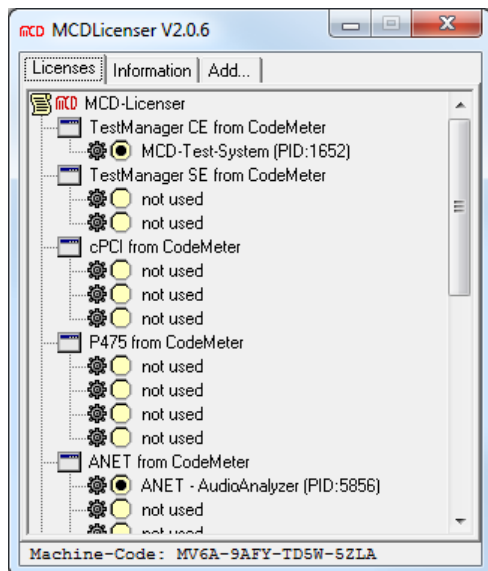 mcd MCDLicenser V2.0.6
Licenses Information Add...
mcd MCD-Licenser
TestManager CE from CodeMeter
MCD-Test-System (PID:1652)
TestManager SE from CodeMeter
not used
not used
cPCI from CodeMeter
not used
not used
not used
P475 from CodeMeter
not used
not used
not used
not used
ANET from CodeMeter
ANET - AudioAnalyzer (PID:5856)
not used
not used
Machine-Code: MV6A-9AFY-TD5W-5ZLA